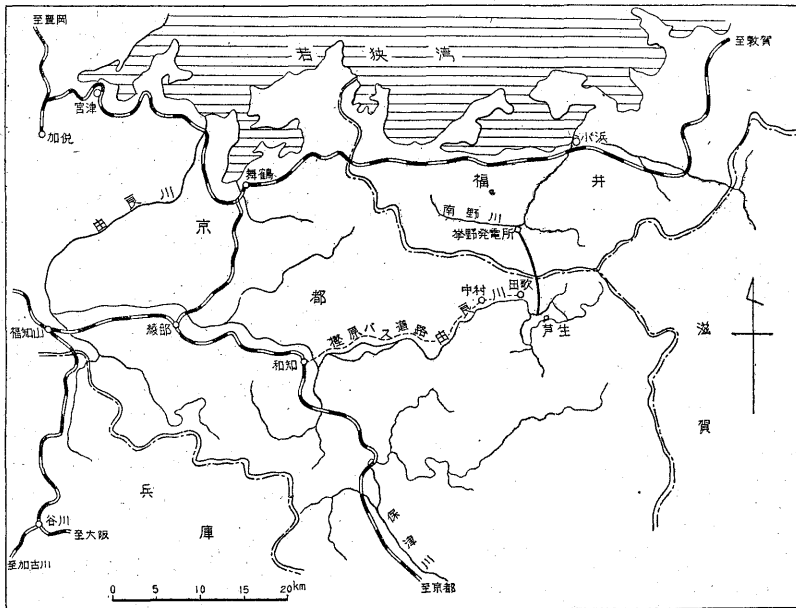 至豊岡
若狭湾
至敦賀
宮津
加悦
小浜
舞鶴
福井
由良川
京都
南野川
挙野発電所
中村
田歌
由良川
樫原バス道路
芦生
福知山
綾部
和知
滋賀
兵庫
谷川
至大阪
至加古川
保津川
至京都
0 5 10 15 20km